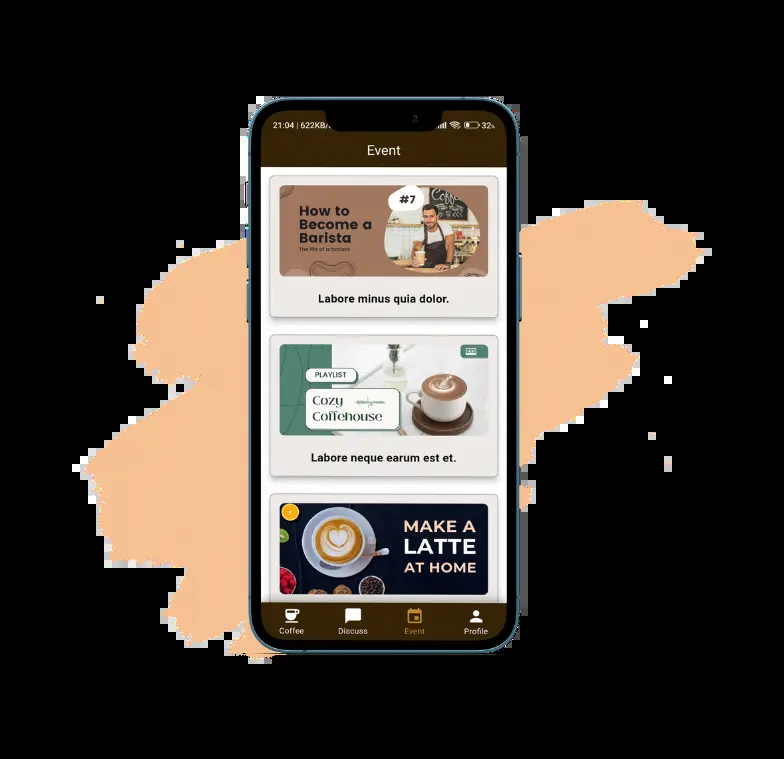 21:04 | 622KB/
32%
Event
#7
How to
Become a
Barista
The life of a barista
Labore minus quia dolor.
PLAYLIST
Cozy
Coffehouse
Labore neque earum est et.
MAKE A
LATTE
AT HOME
Coffee
Discuss
Event
Profile